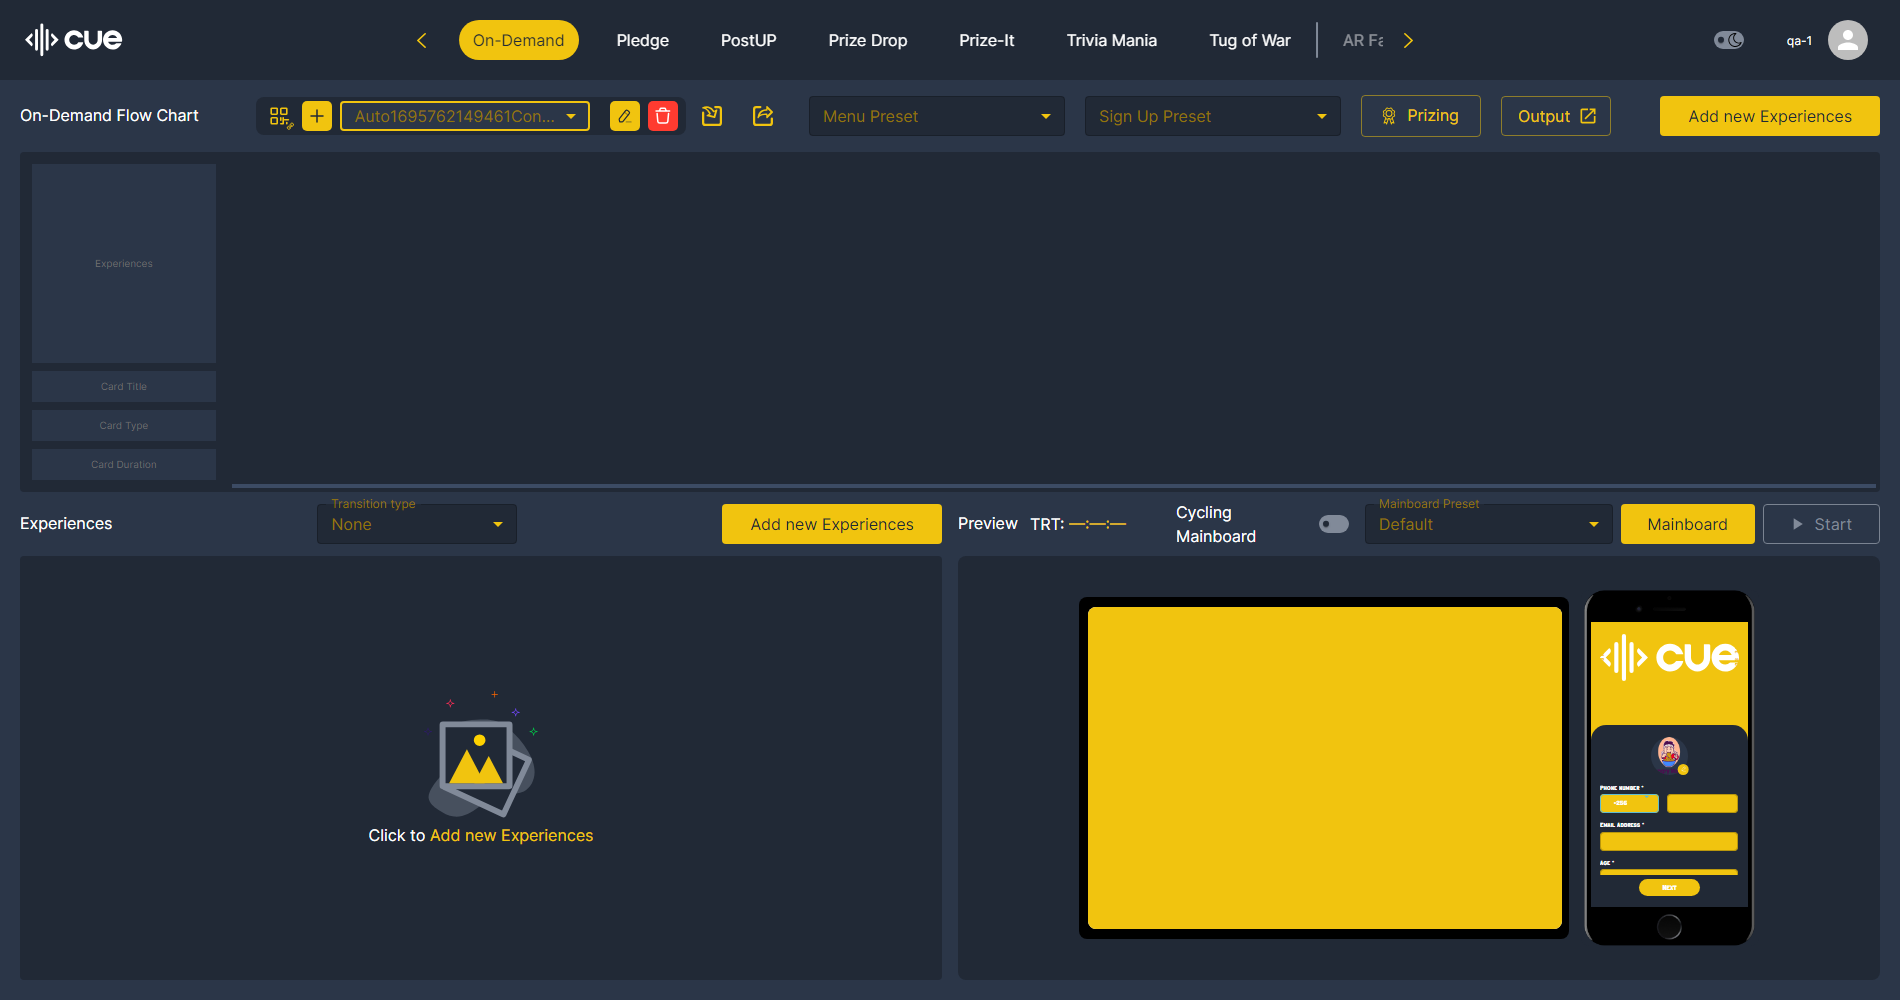 cue
On-Demand
Pledge
PostUP
Prize Drop
Prize-It
Trivia Mania
Tug of War
AR Fa
qa-1
On-Demand Flow Chart
Auto1695762149461Con...
Menu Preset
Sign Up Preset
Prizing
Output
Add new Experiences
Experiences
Card Title
Card Type
Card Duration
Experiences
Transition type
None
Add new Experiences
Preview
TRT: —:—:—
Cycling
Mainboard
Mainboard Preset
Default
Mainboard
Start
Click to Add new Experiences
cue
PHONE NUMBER *
EMAIL ADDRESS *
AGE *
NEXT